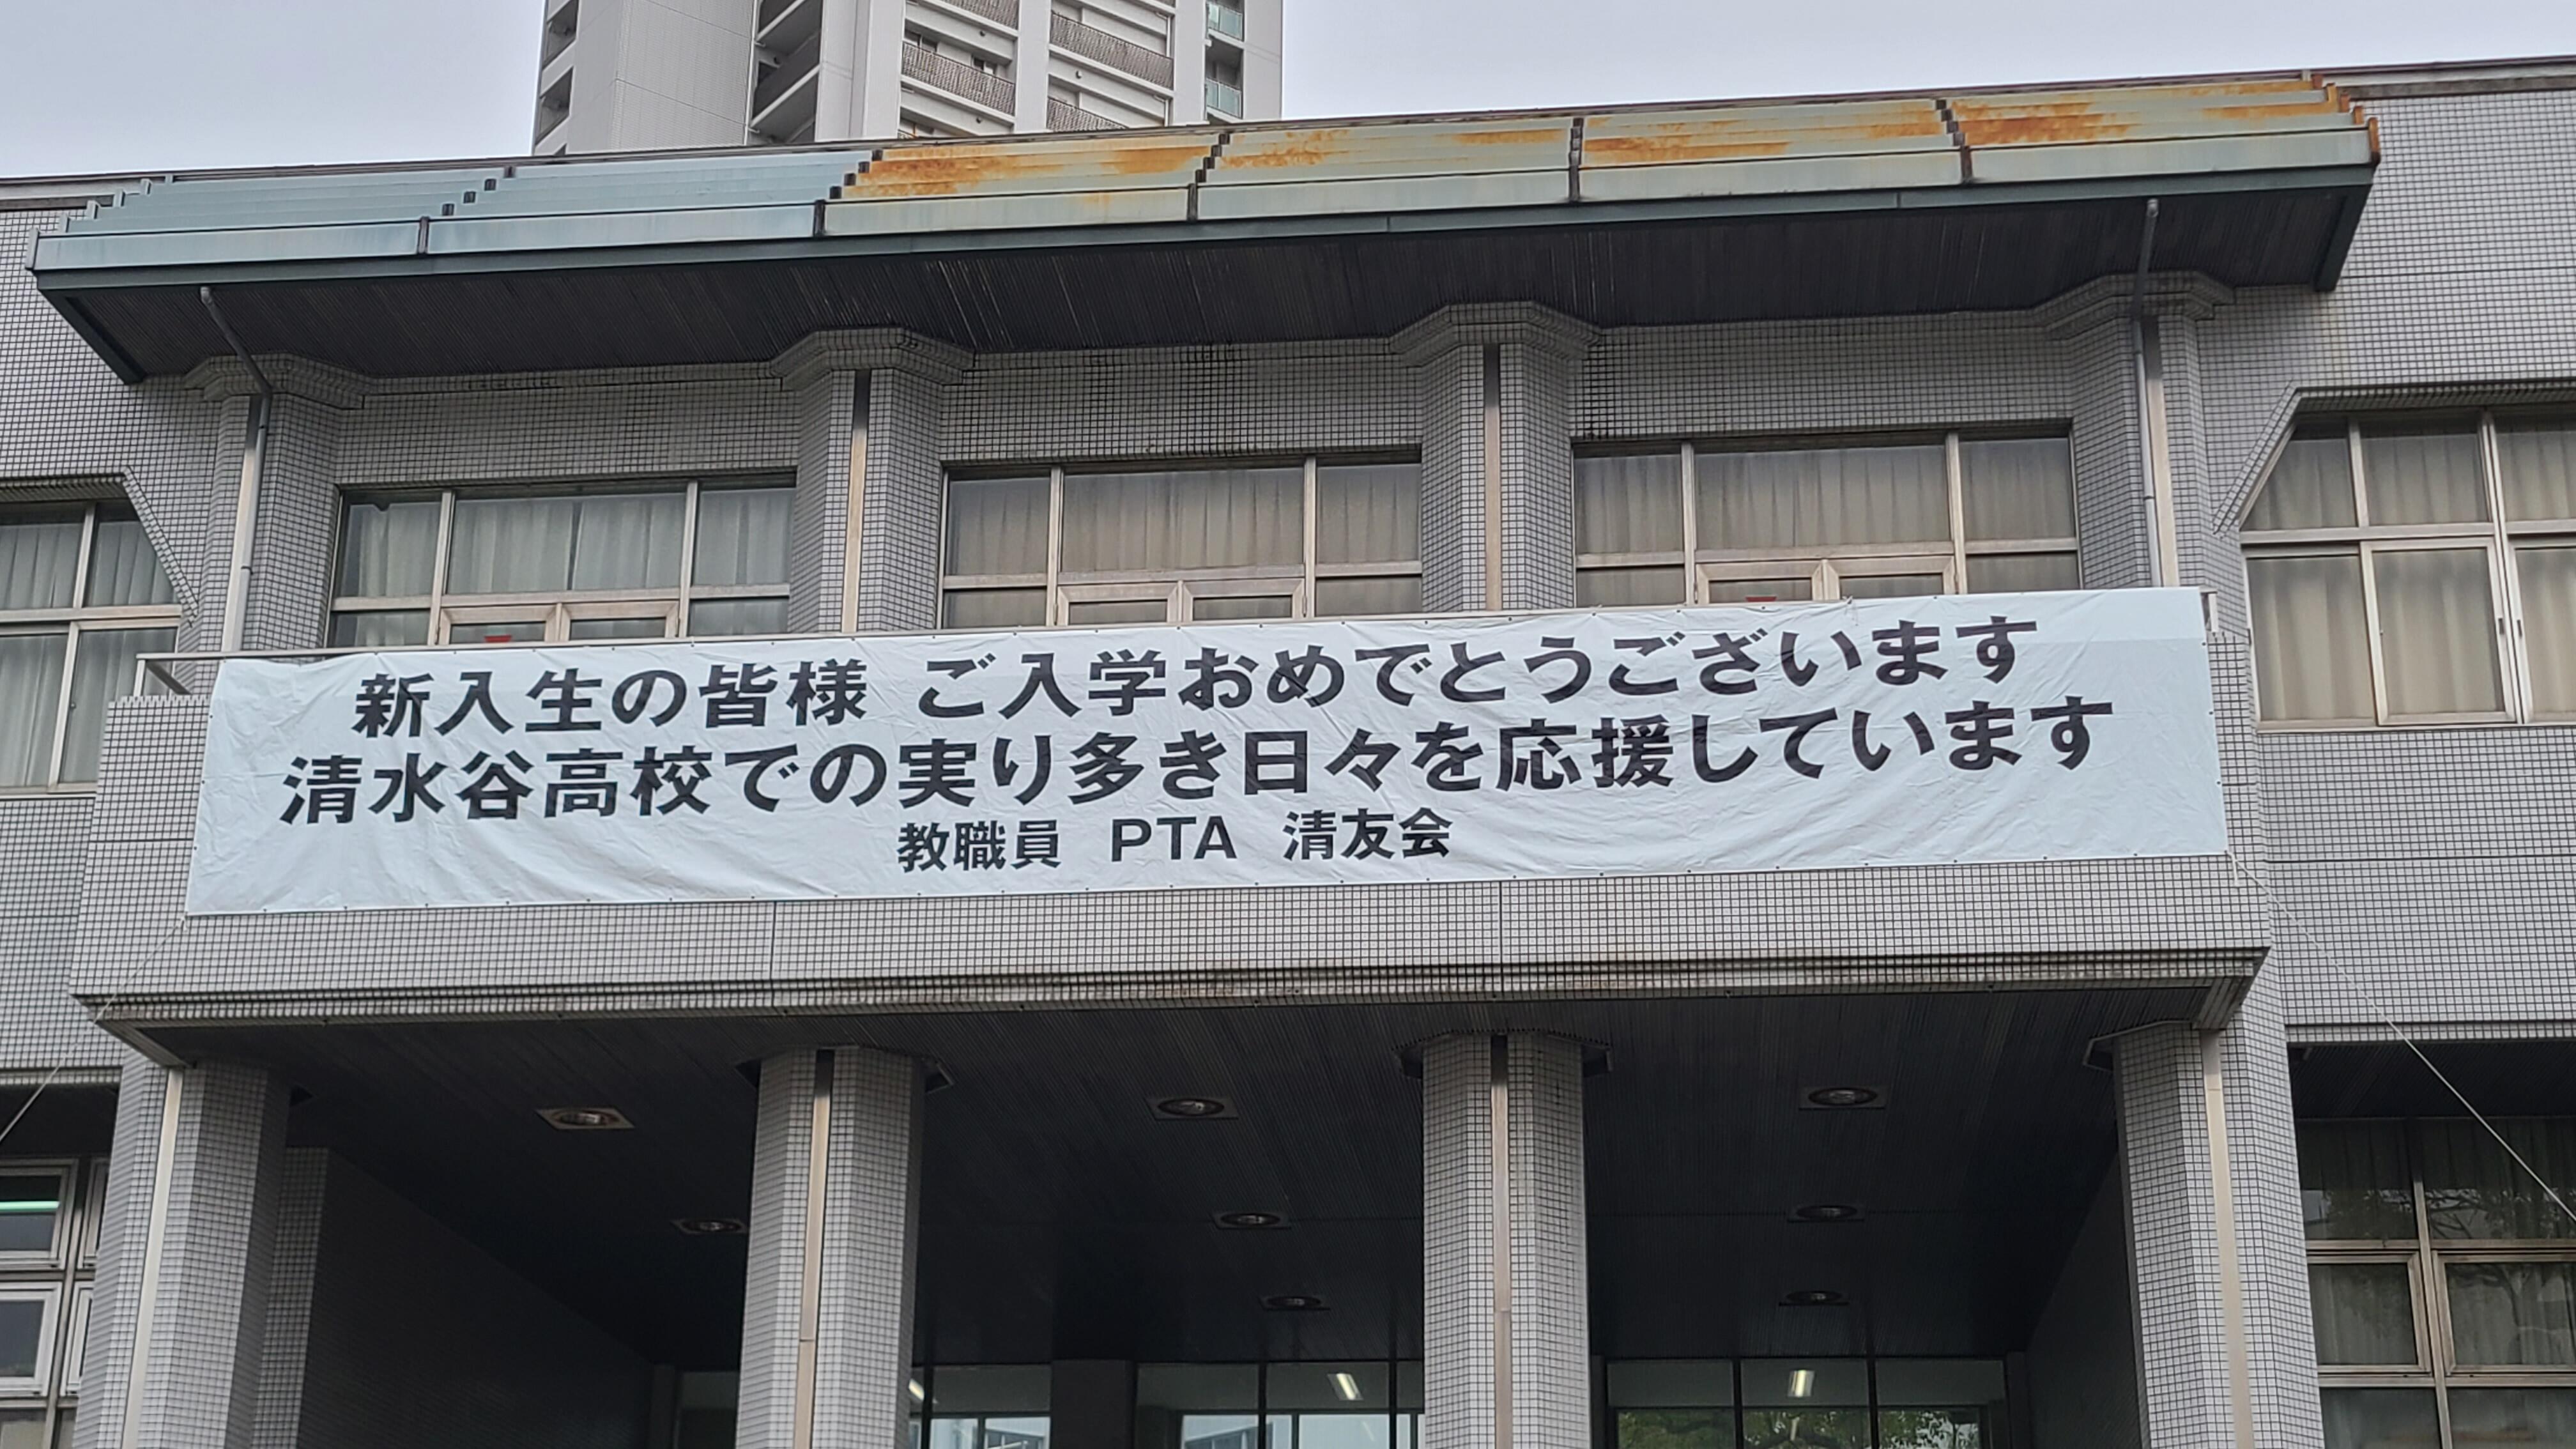 新入生の皆様 ご入学おめでとうございます
清水谷高校での実り多き日々を応援しています
教職員 PTA 清友会